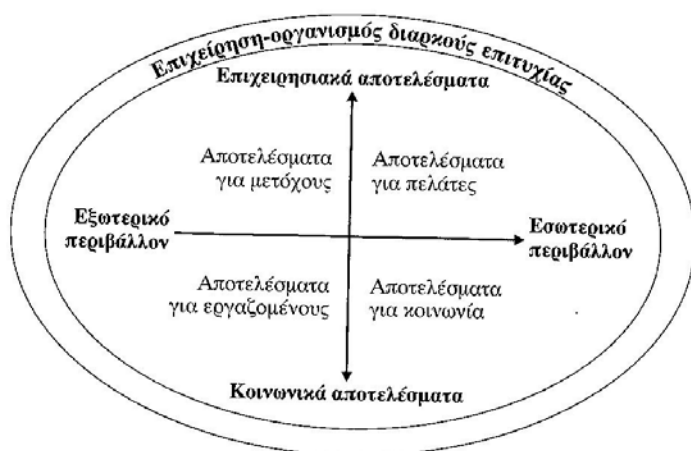 Επιχείρηση-οργανισμός διαρκούς επιτυχίας
Επιχειρησιακά αποτελέσματα
Αποτελέσματα
για μετόχους
Αποτελέσματα
για πελάτες
Εξωτερικό
περιβάλλον
Εσωτερικό
περιβάλλον
Αποτελέσματα
για εργαζομένους
Αποτελέσματα
για κοινωνία
Κοινωνικά αποτελέσματα